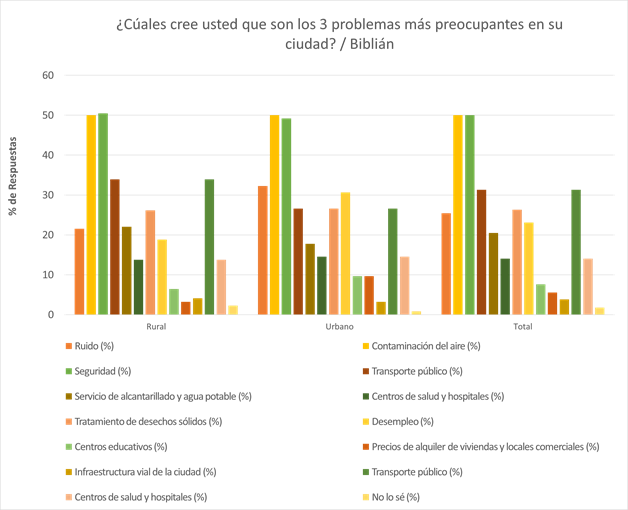 ¿Cúales cree usted que son los 3 problemas más preocupantes en su
ciudad? / Biblián
% de Respuestas
60
50
40
30
20
10
0
Rural Urbano Total
Ruido (%) Contaminación del aire (%)
Seguridad (%) Transporte público (%)
Servicio de alcantarillado y agua potable (%) Centros de salud y hospitales (%)
Tratamiento de desechos sólidos (%) Desempleo (%)
Centros educativos (%) Precios de alquiler de viviendas y locales comerciales (%)
Infraestructura vial de la ciudad (%) Transporte público (%)
Centros de salud y hospitales (%) No lo sé (%)